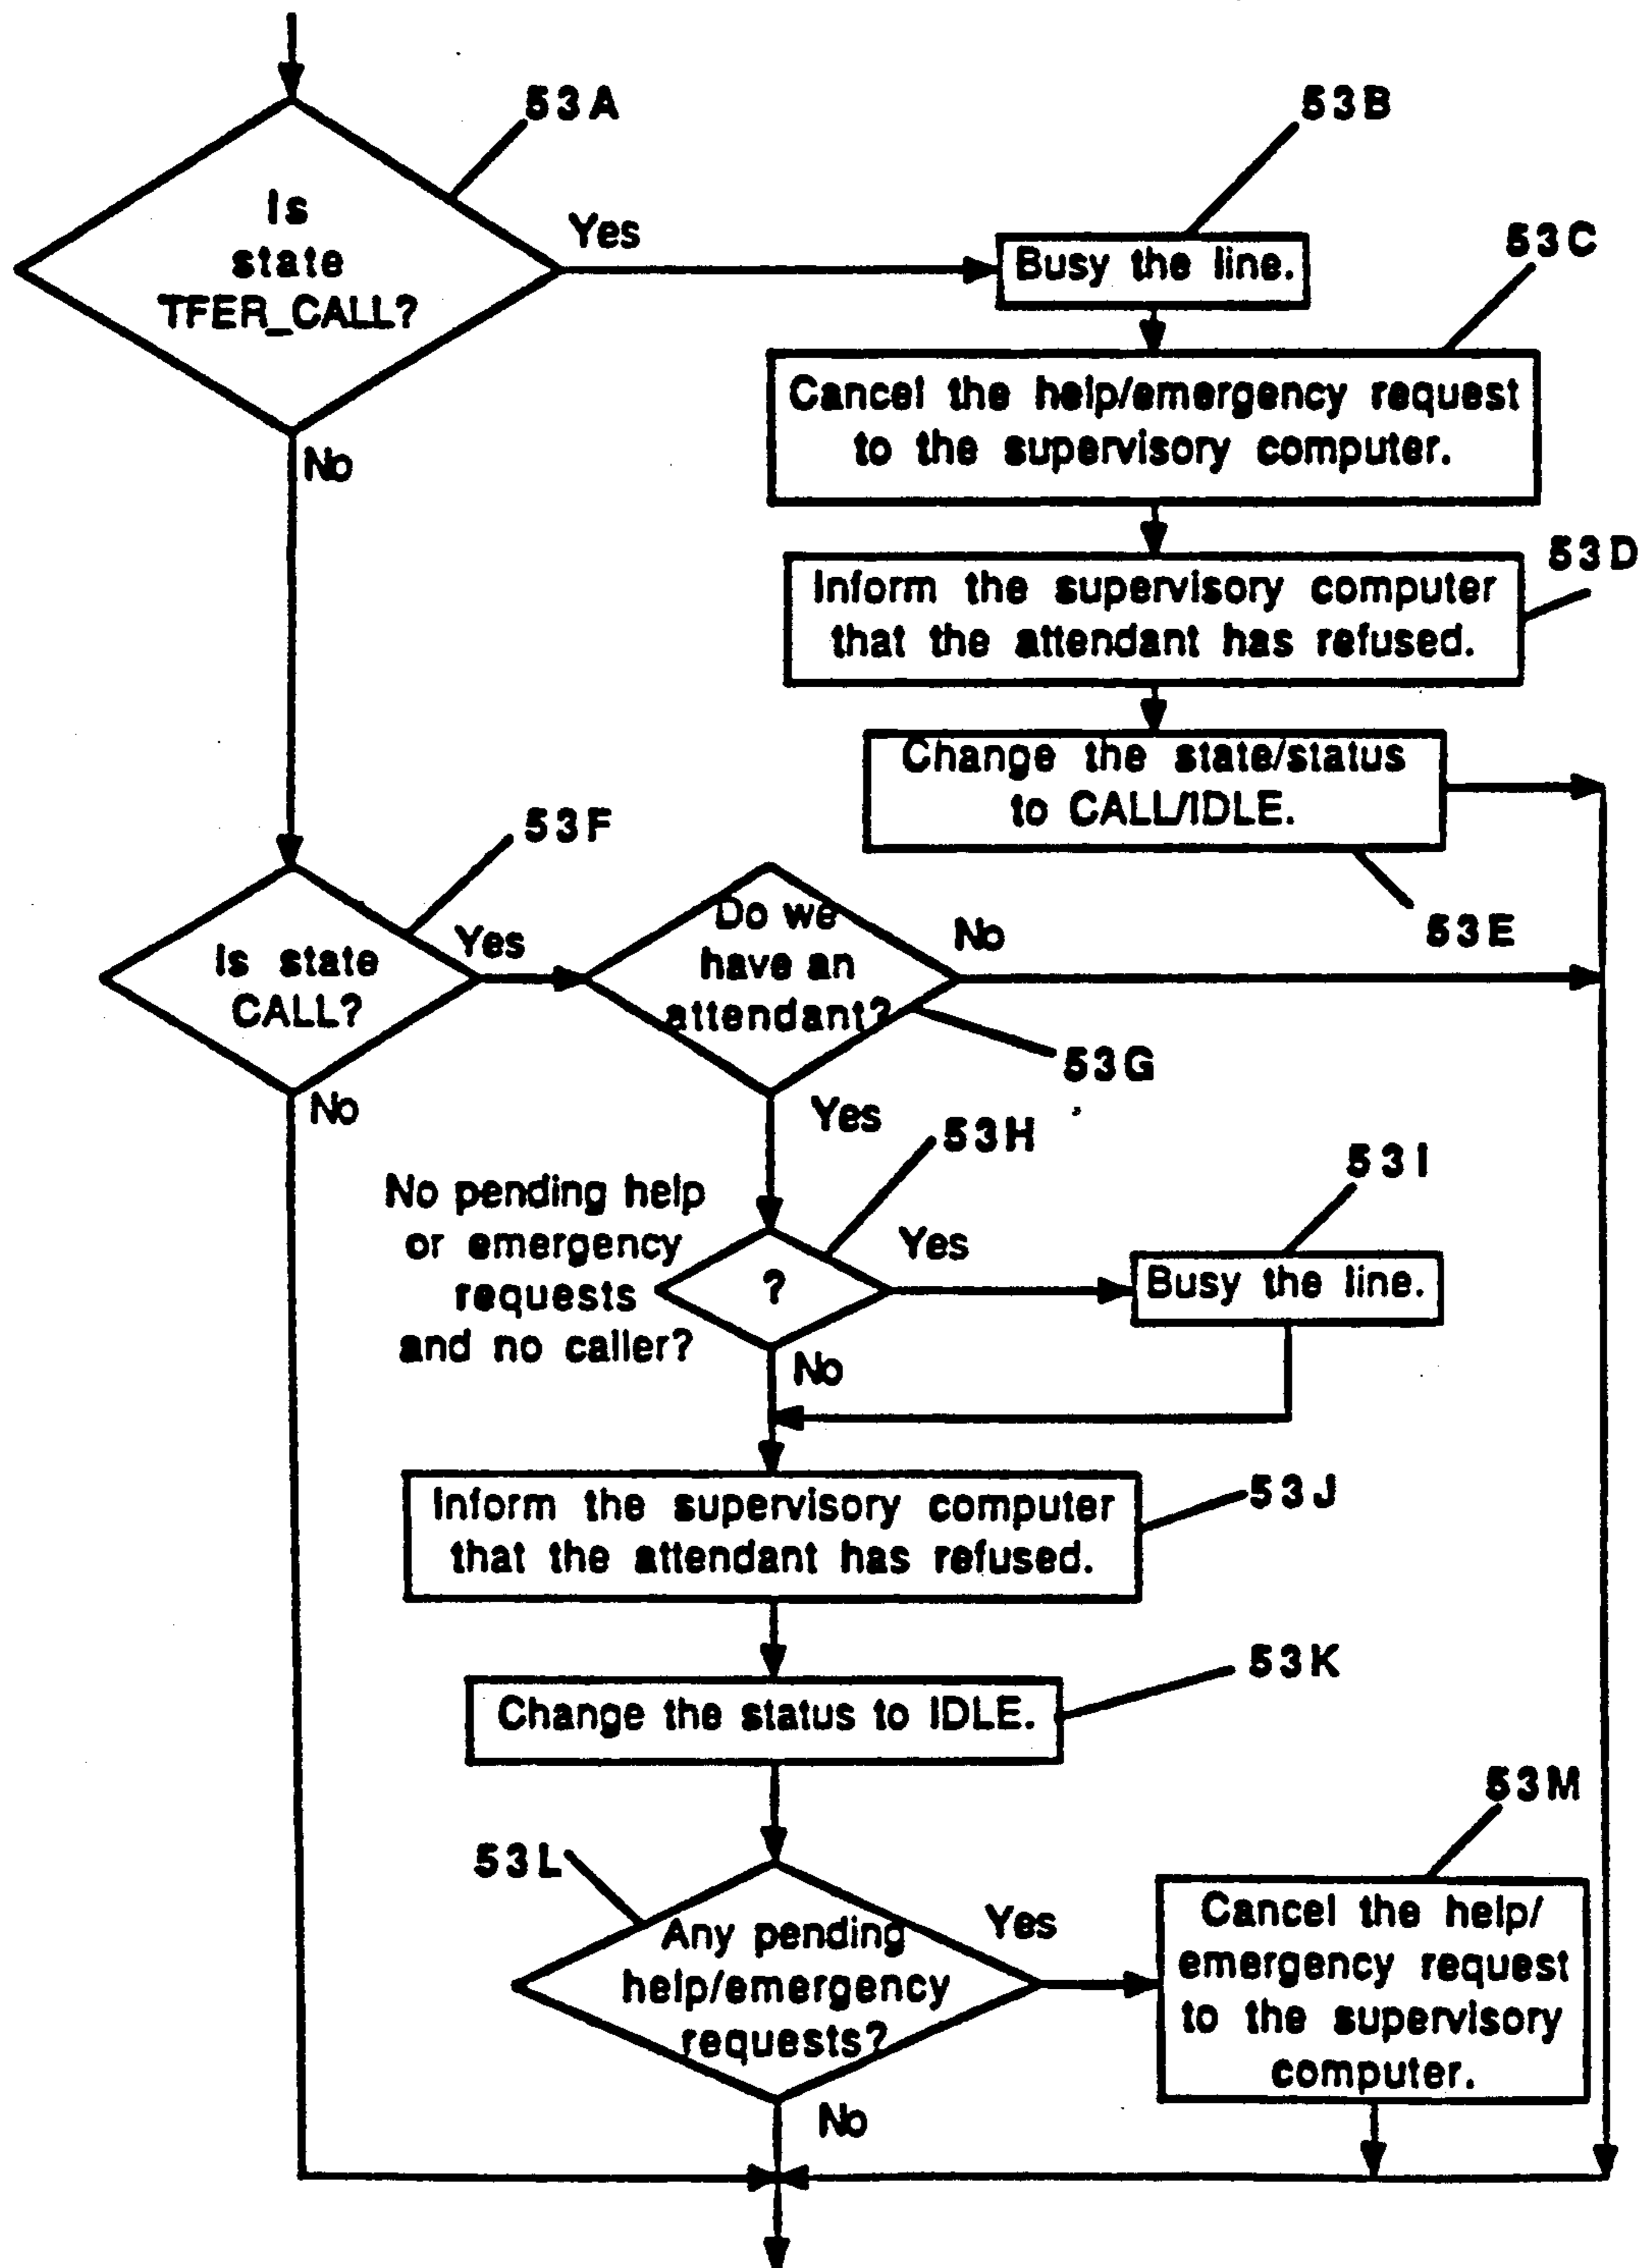 53A
53B
Is
state
TFER_CALL?
Yes
Busy the line.
53C
Cancel the help/emergency request
to the supervisory computer.
No
53D
Inform the supervisory computer
that the attendant has refused.
Change the state/status
to CALL/IDLE.
53E
53F
Is state
CALL?
Yes
Do we
have an
attendant?
No
53G
No
Yes
53H
No pending help
or emergency
requests
and no caller?
?
Yes
53I
Busy the line.
No
Inform the supervisory computer
that the attendant has refused.
53J
53K
Change the status to IDLE.
53L
53M
Any pending
help/emergency
requests?
Yes
Cancel the help/
emergency request
to the supervisory
computer.
No